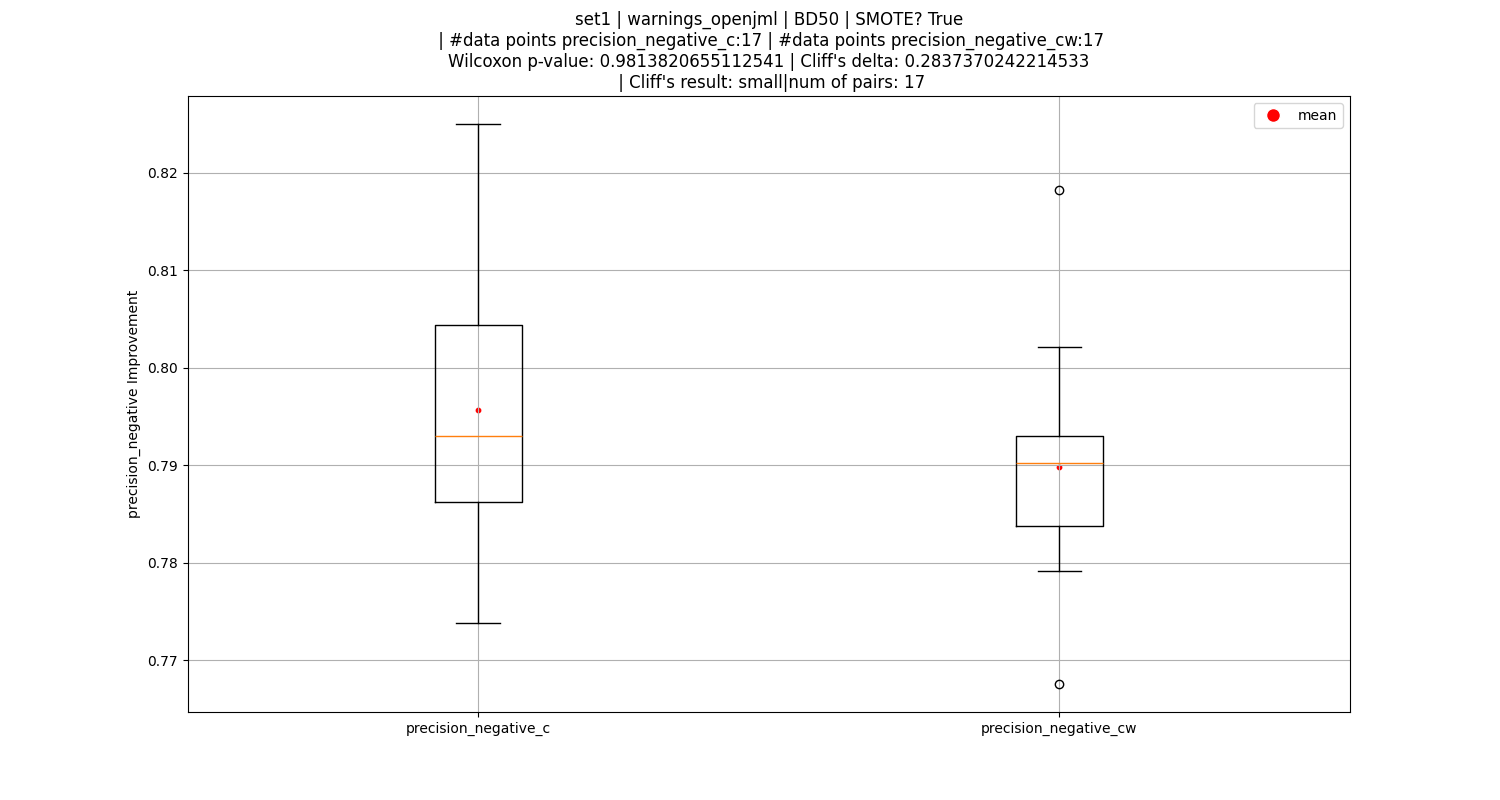 set1 | warnings_openjml | BD50 | SMOTE? True
| #data points precision_negative_c:17 | #data points precision_negative_cw:17
Wilcoxon p-value: 0.9813820655112541 | Cliff's delta: 0.2837370242214533
| Cliff's result: small|num of pairs: 17
mean
0.82
0.81
0.80
0.79
0.78
0.77
precision_negative Improvement
precision_negative_c
precision_negative_cw